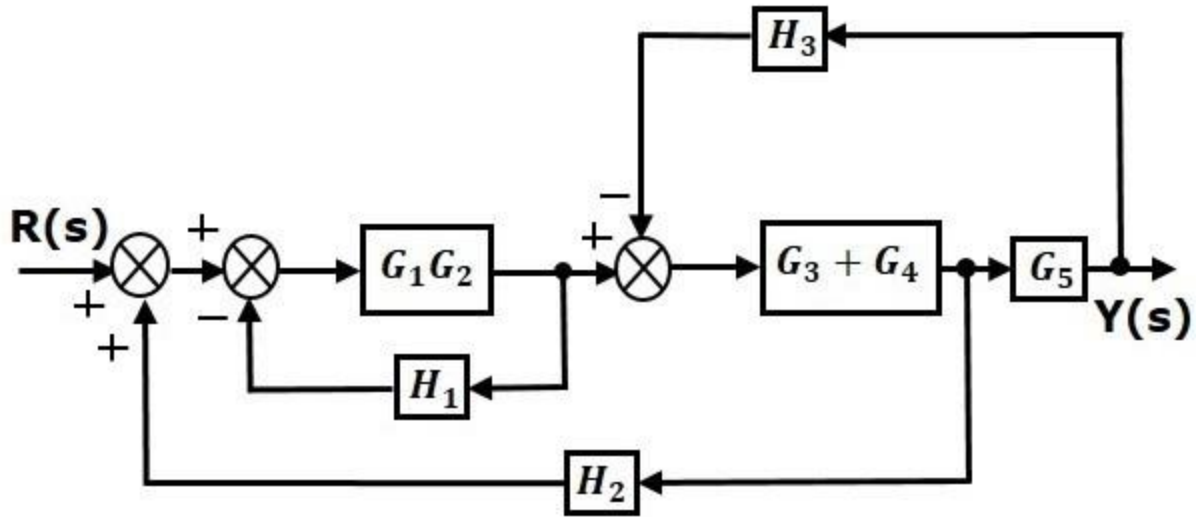 H₃
−
R(s)
+
+
G₁G₂
G₃ + G₄
G₅
Y(s)
+
−
+
H₁
H₂